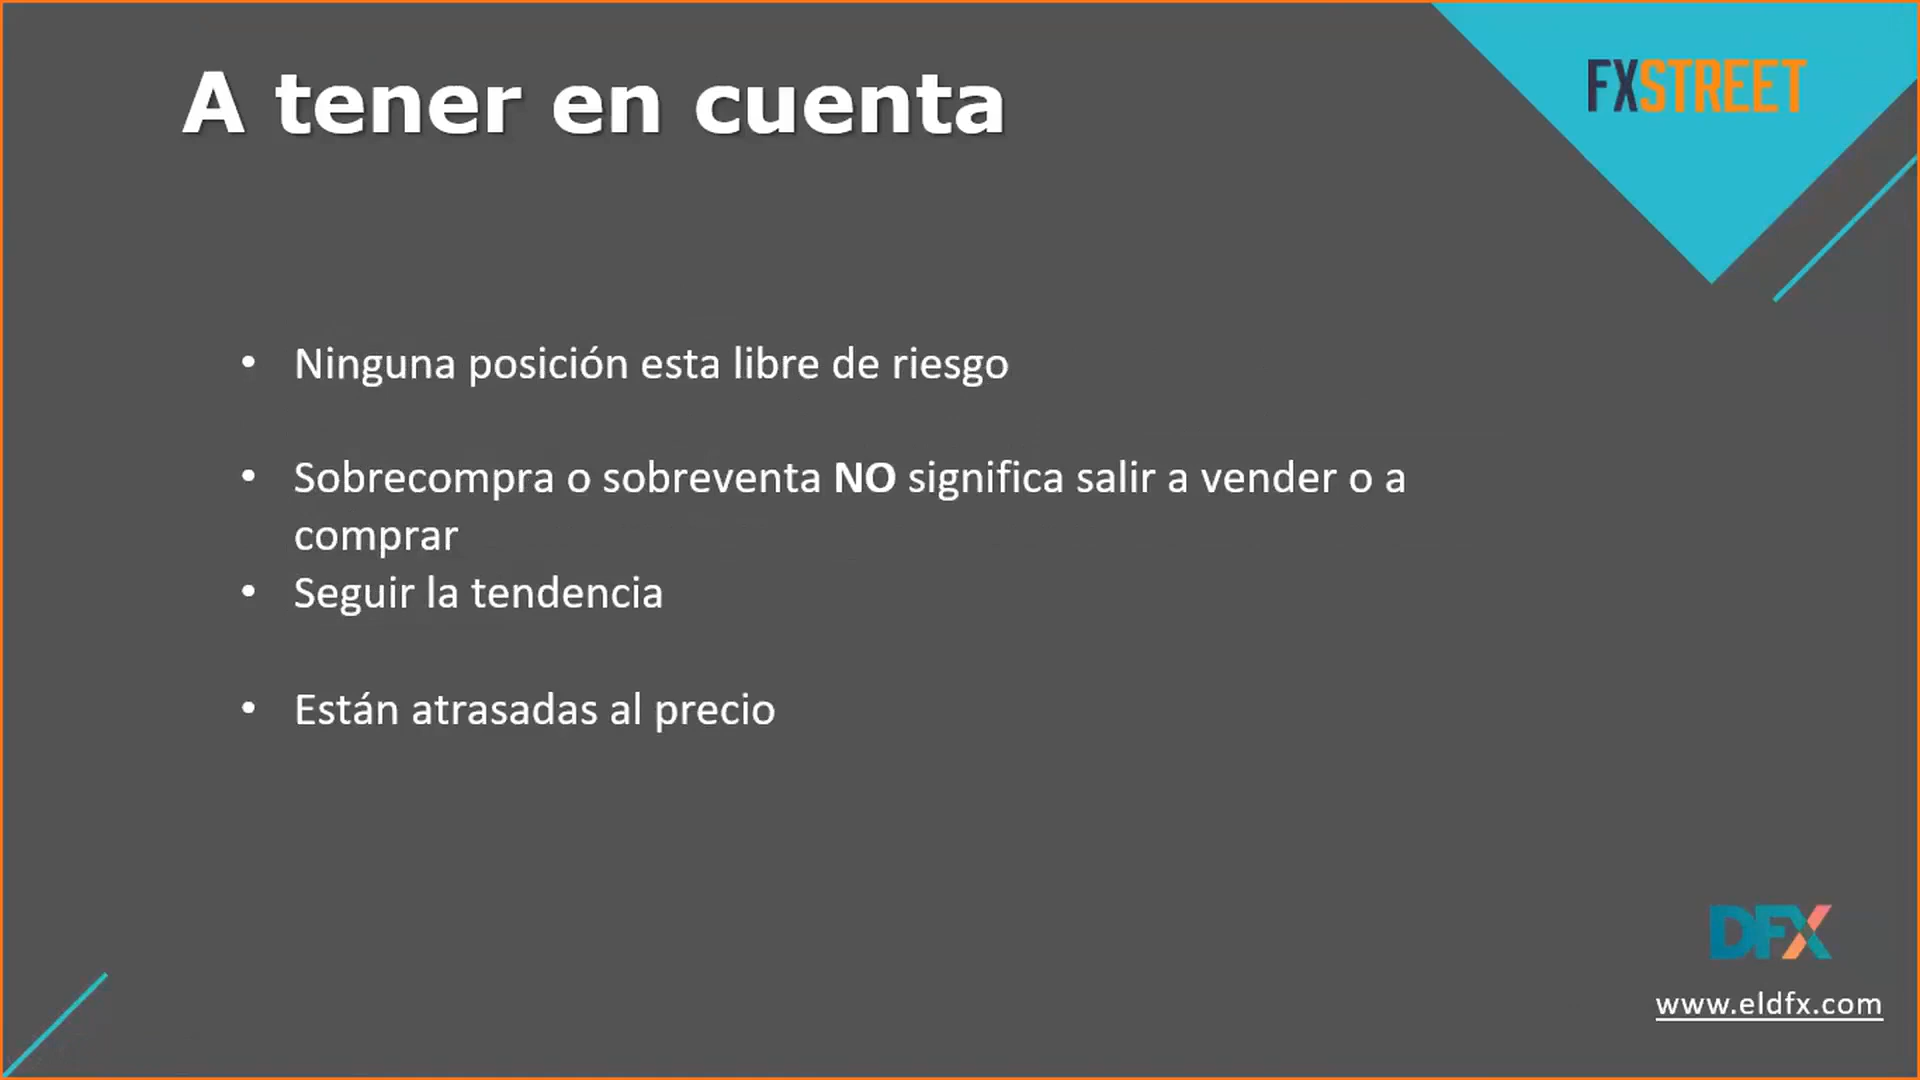 A tener en cuenta
FXSTREET
• Ninguna posición esta libre de riesgo
• Sobrecompra o sobreventa NO significa salir a vender o a
comprar
• Seguir la tendencia
• Están atrasadas al precio
DFX
www.eldfx.com